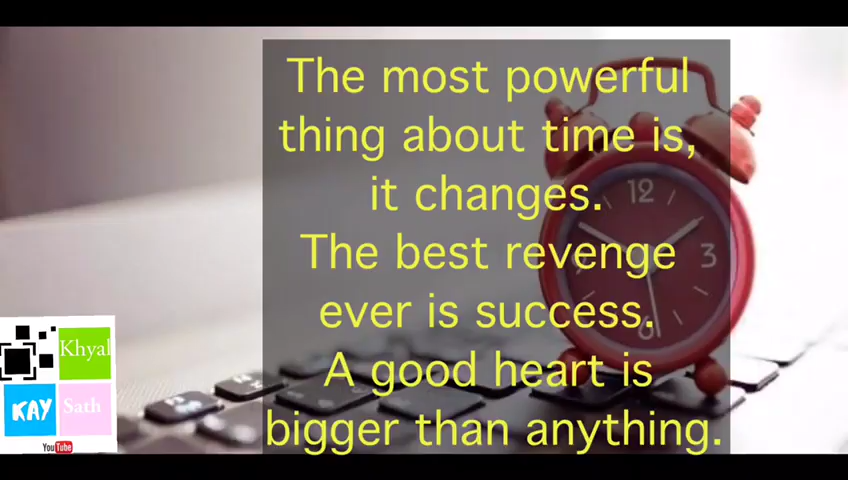 The most powerful
thing about time is,
it changes.
The best revenge
ever is success.
A good heart is
bigger than anything.
12
3
6
Khyal
KAY
Sath
YouTube